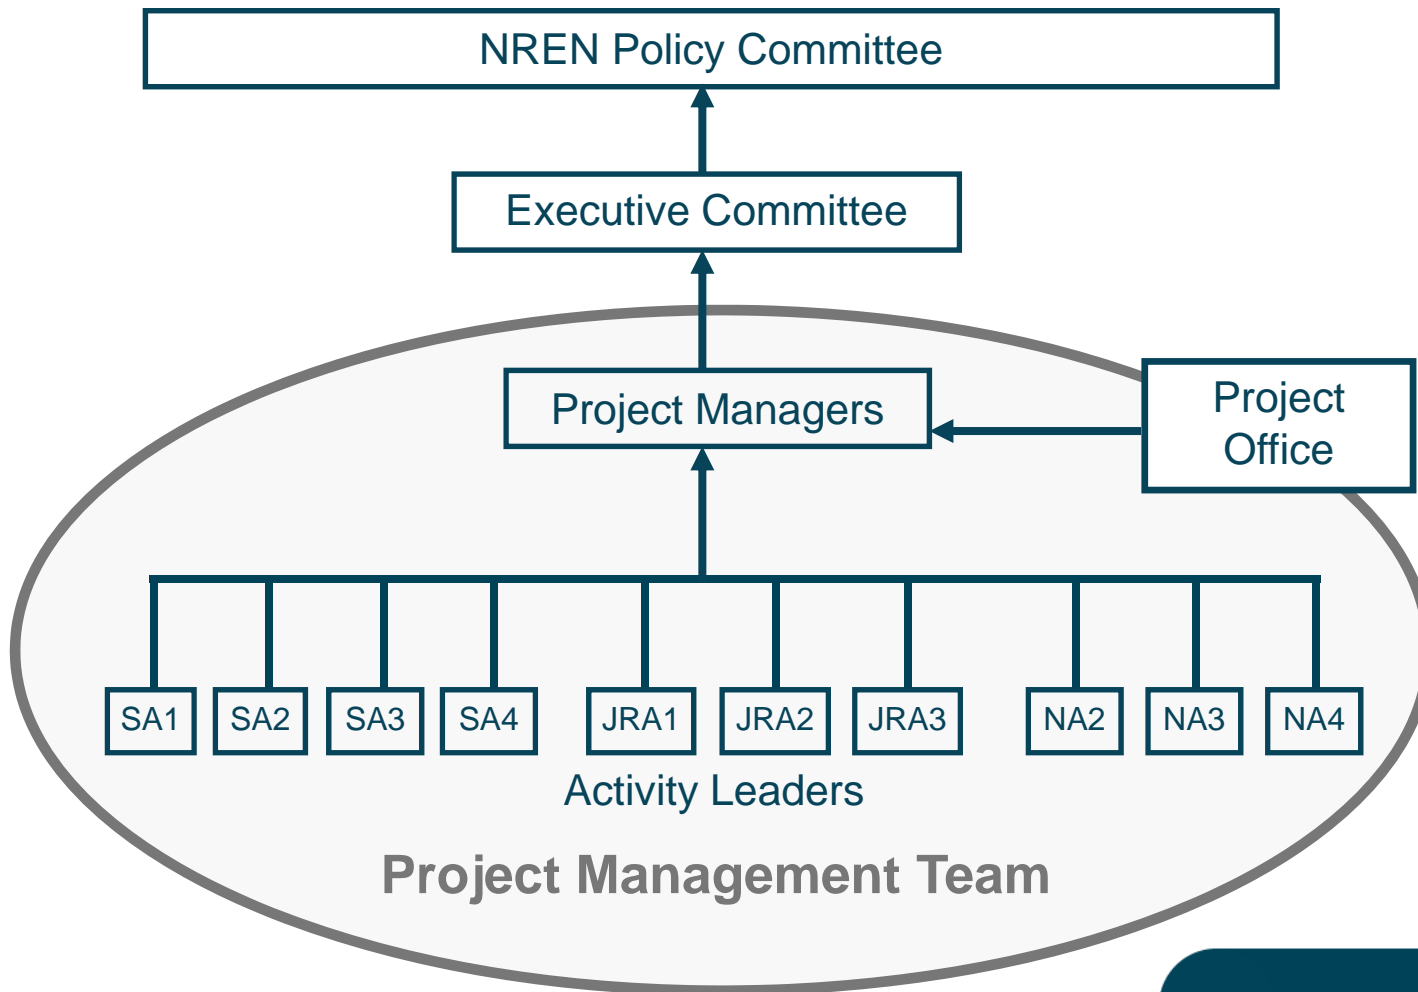 NREN Policy Committee
Executive Committee
Project Managers
Project
Office
SA1 SA2 SA3 SA4 JRA1 JRA2 JRA3 NA2 NA3 NA4
Activity Leaders
Project Management Team